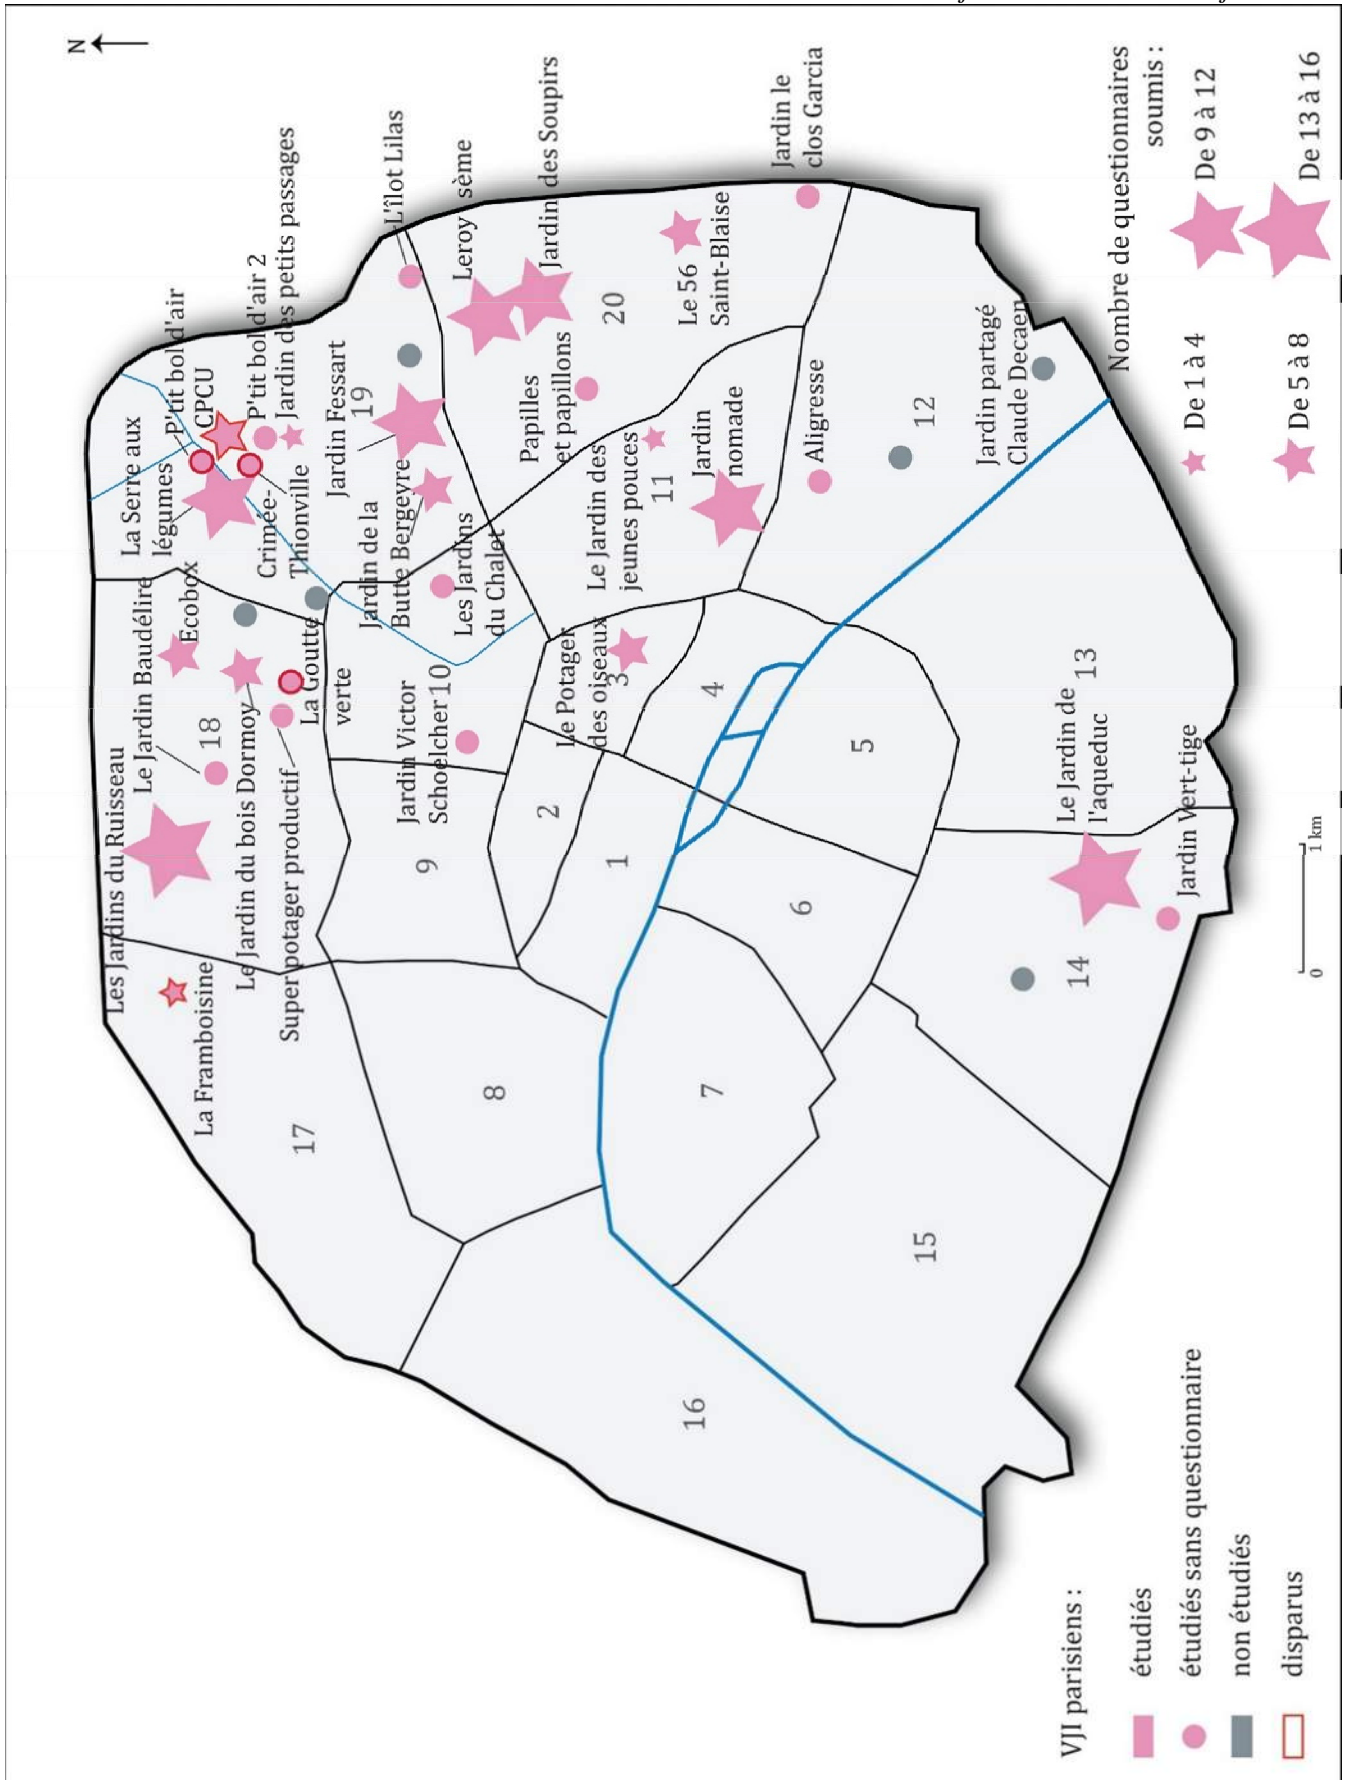 N
La Serre aux
légumes
P'tit bol d'air
CPCU
P'tit bol d'air 2
Jardin des petits passages
Crimée-
Thionville
Jardin Fessart
L'îlot Lilas
Leroy sème
Jardin des Soupirs
Jardin le
clos Garcia
Le 56
Saint-Blaise
Papilles
et papillons
Jardin de la
Butte Bergeyre
Les Jardins
du Chalet
Le Jardin des
jeunes pouces
Jardin
nomade
Aligresse
Jardin partagé
Claude Decaen
Les Jardins du Ruisseau
Le Jardin Baudélire
Ecobox
Le Jardin du bois Dormoy
Super potager productif
La Goutte
verte
La Framboisine
Jardin Victor
Schoelcher
Le Potager
des oiseaux
Le Jardin de
l'aqueduc
Jardin Vert-tige
1
2
3
4
5
6
7
8
9
10
11
12
13
14
15
16
17
18
19
20
0 1 km
VJI parisiens :
étudiés
étudiés sans questionnaire
non étudiés
disparus
Nombre de questionnaires
soumis :
De 1 à 4
De 5 à 8
De 9 à 12
De 13 à 16